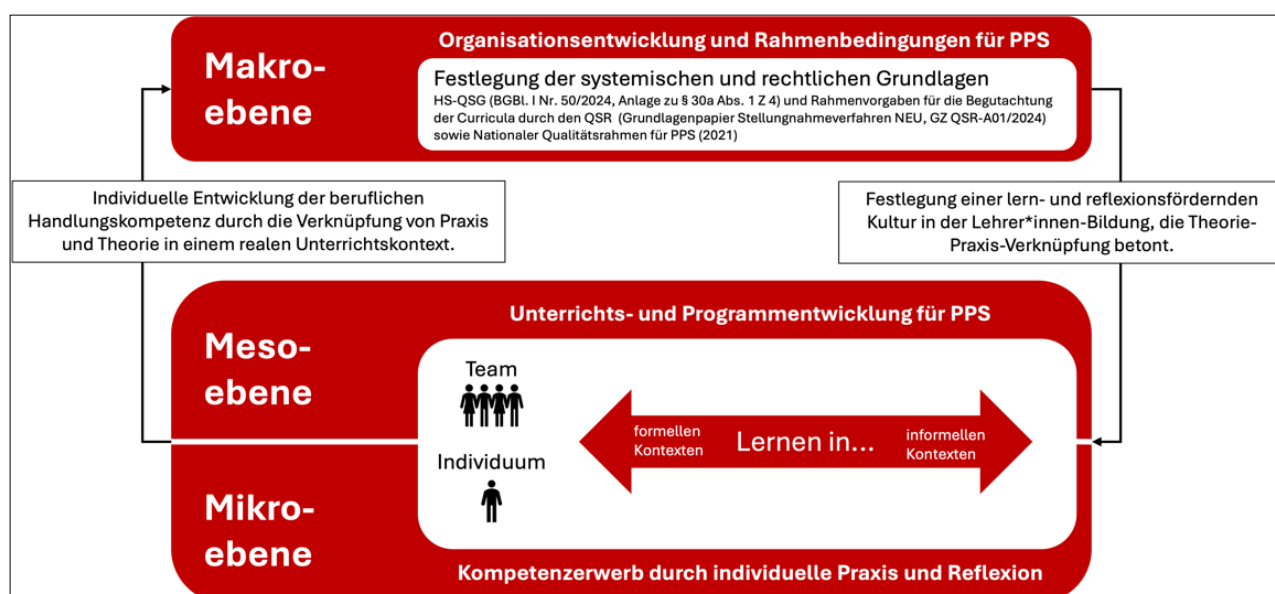 Organisationsentwicklung und Rahmenbedingungen für PPS
Makro-
ebene
Festlegung der systemischen und rechtlichen Grundlagen
HS-QSG (BGBl. I Nr. 50/2024, Anlage zu § 30a Abs. 1 Z 4) und Rahmenvorgaben für die Begutachtung
der Curricula durch den QSR (Grundlagenpapier Stellungnahmeverfahren NEU, GZ QSR-A01/2024)
sowie Nationaler Qualitätsrahmen für PPS (2021)
Individuelle Entwicklung der beruflichen
Handlungskompetenz durch die Verknüpfung von Praxis
und Theorie in einem realen Unterrichtskontext.
Festlegung einer lern- und reflexionsfördernden
Kultur in der Lehrer*innen-Bildung, die Theorie-
Praxis-Verknüpfung betont.
Unterrichts- und Programmentwicklung für PPS
Meso-
ebene
Team
formellen
Kontexten
Lernen in...
informellen
Kontexten
Individuum
Mikro-
ebene
Kompetenzerwerb durch individuelle Praxis und Reflexion